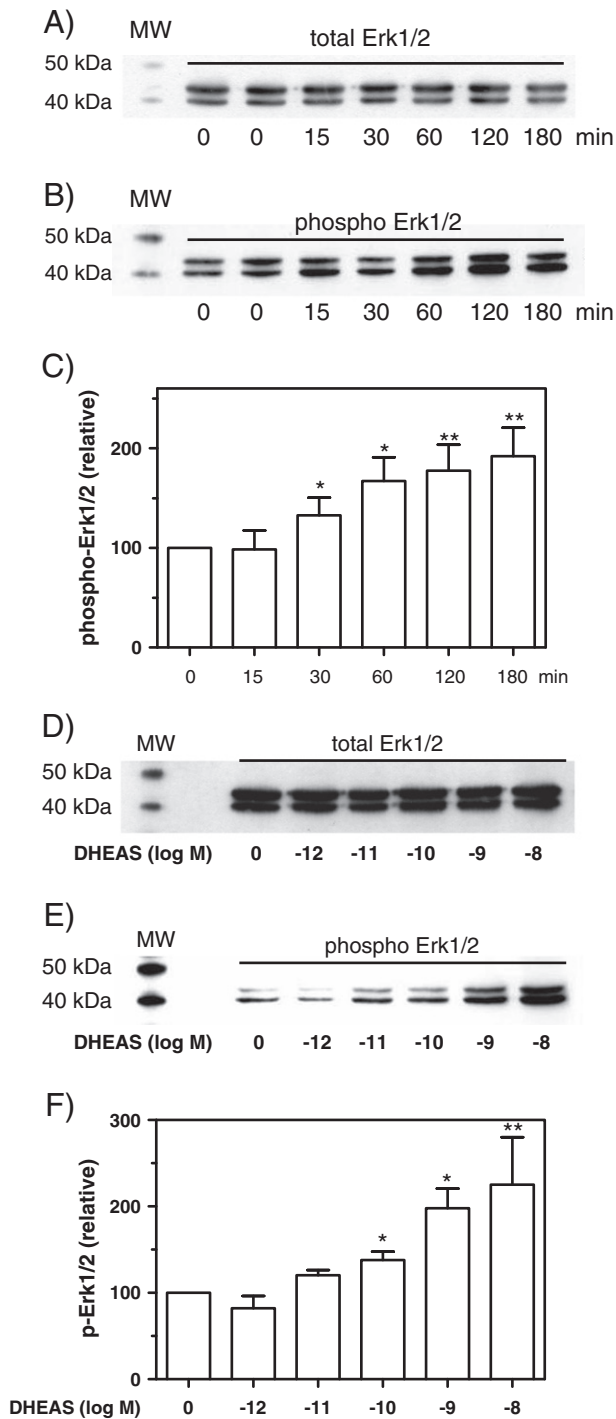 A)
MW
total Erk1/2
50 kDa
40 kDa
0 0 15 30 60 120 180 min
B)
MW
phospho Erk1/2
50 kDa
40 kDa
0 0 15 30 60 120 180 min
C)
phospho-Erk1/2 (relative)
200
100
0
* * ** **
0 15 30 60 120 180 min
D)
MW
total Erk1/2
50 kDa
40 kDa
DHEAS (log M) 0 -12 -11 -10 -9 -8
E)
MW
phospho Erk1/2
50 kDa
40 kDa
DHEAS (log M) 0 -12 -11 -10 -9 -8
F)
p-Erk1/2 (relative)
300
200
100
0
* * **
DHEAS (log M) 0 -12 -11 -10 -9 -8